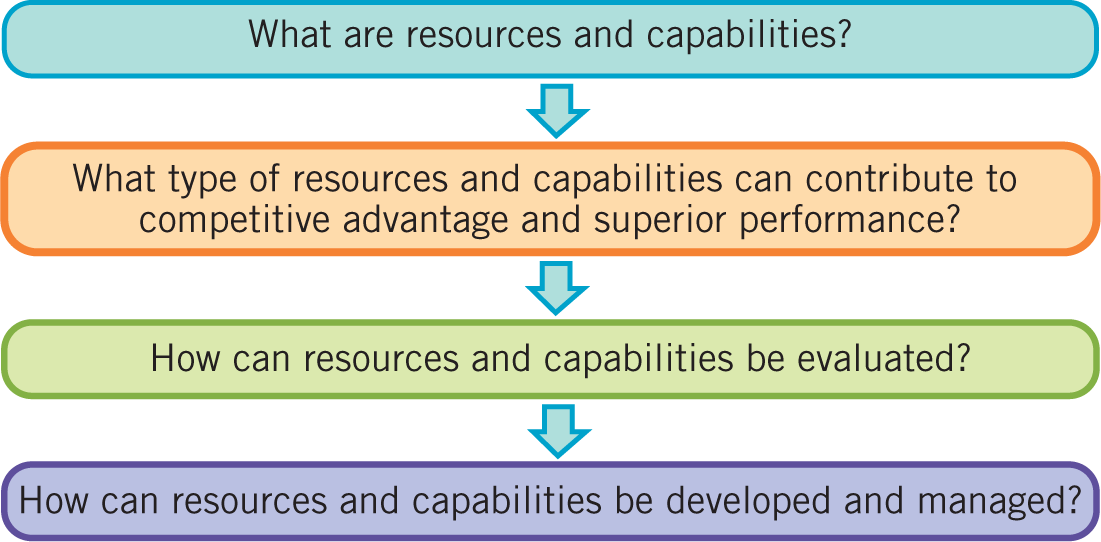 What are resources and capabilities?
What type of resources and capabilities can contribute to
competitive advantage and superior performance?
How can resources and capabilities be evaluated?
How can resources and capabilities be developed and managed?